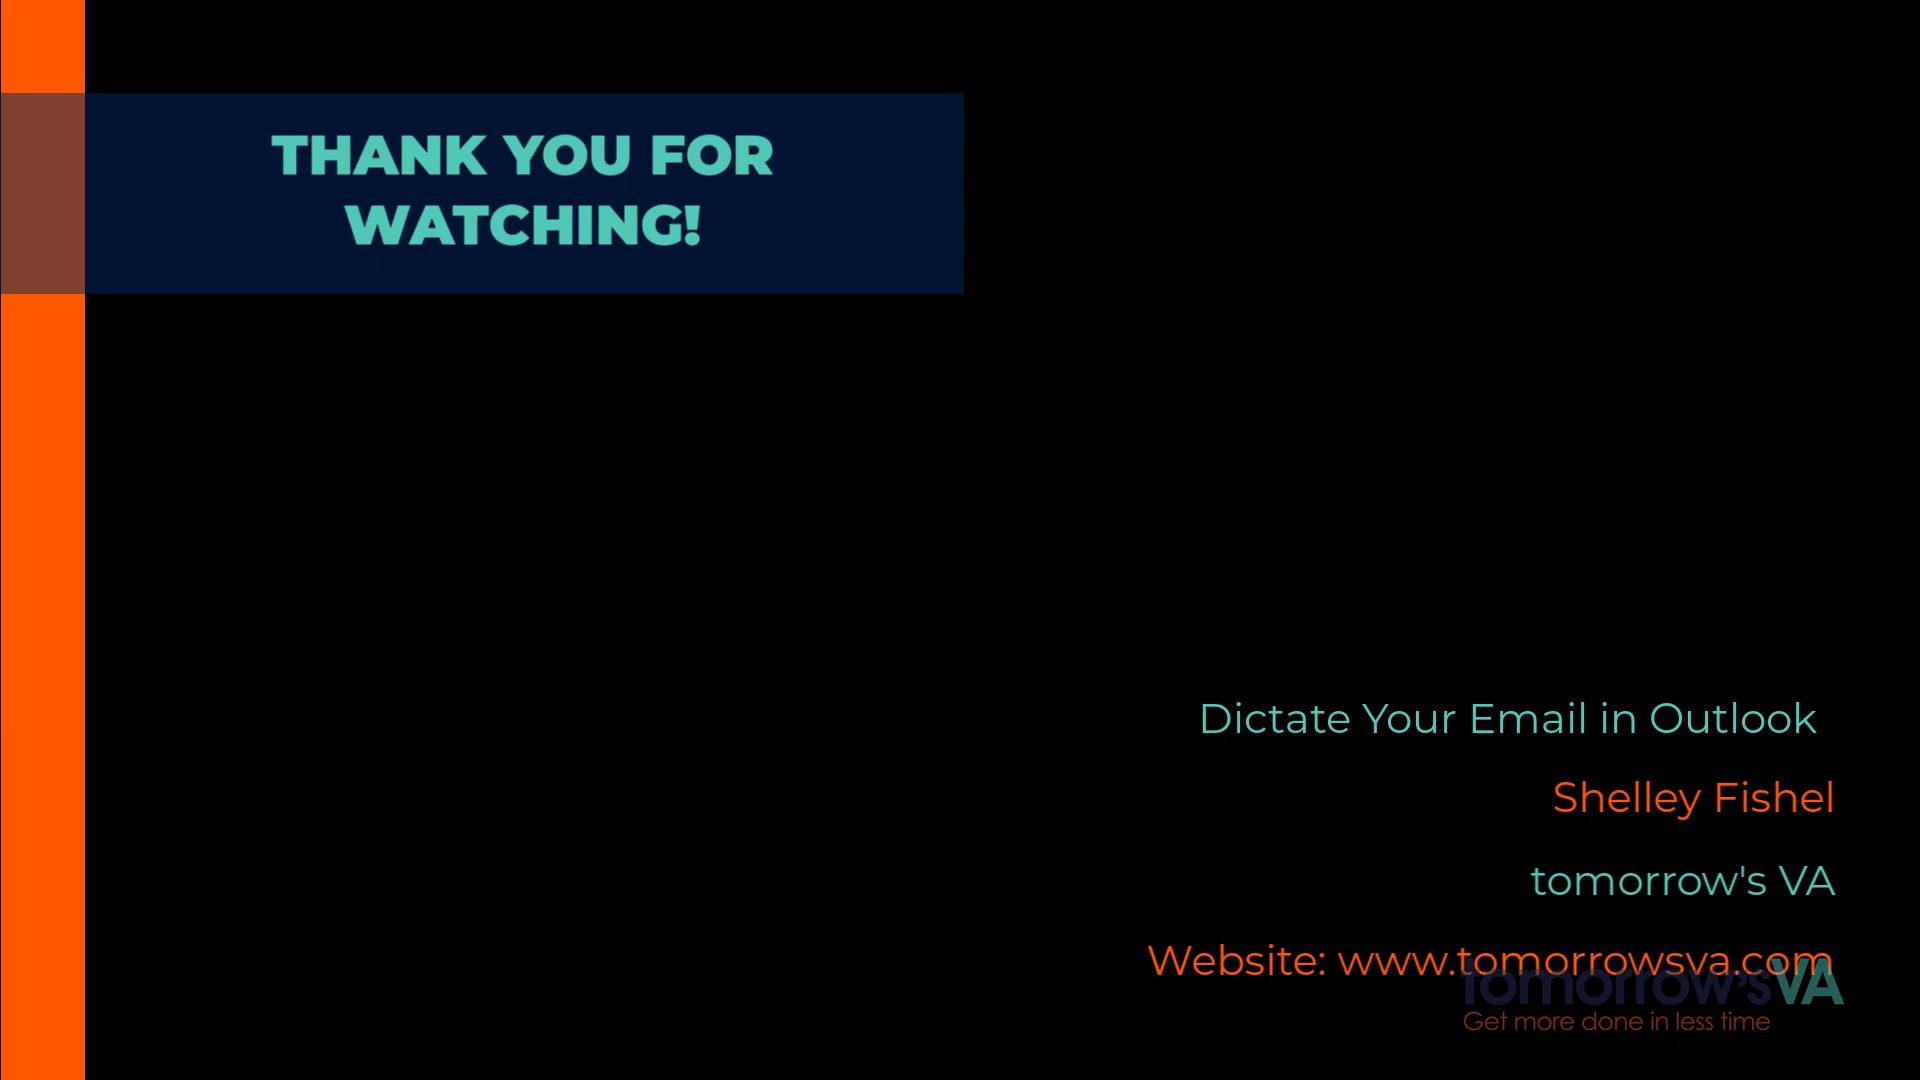 THANK YOU FOR
WATCHING!
Dictate Your Email in Outlook
Shelley Fishel
tomorrow's VA
Website: www.tomorrowsva.com
tomorrow'sVA
Get more done in less time